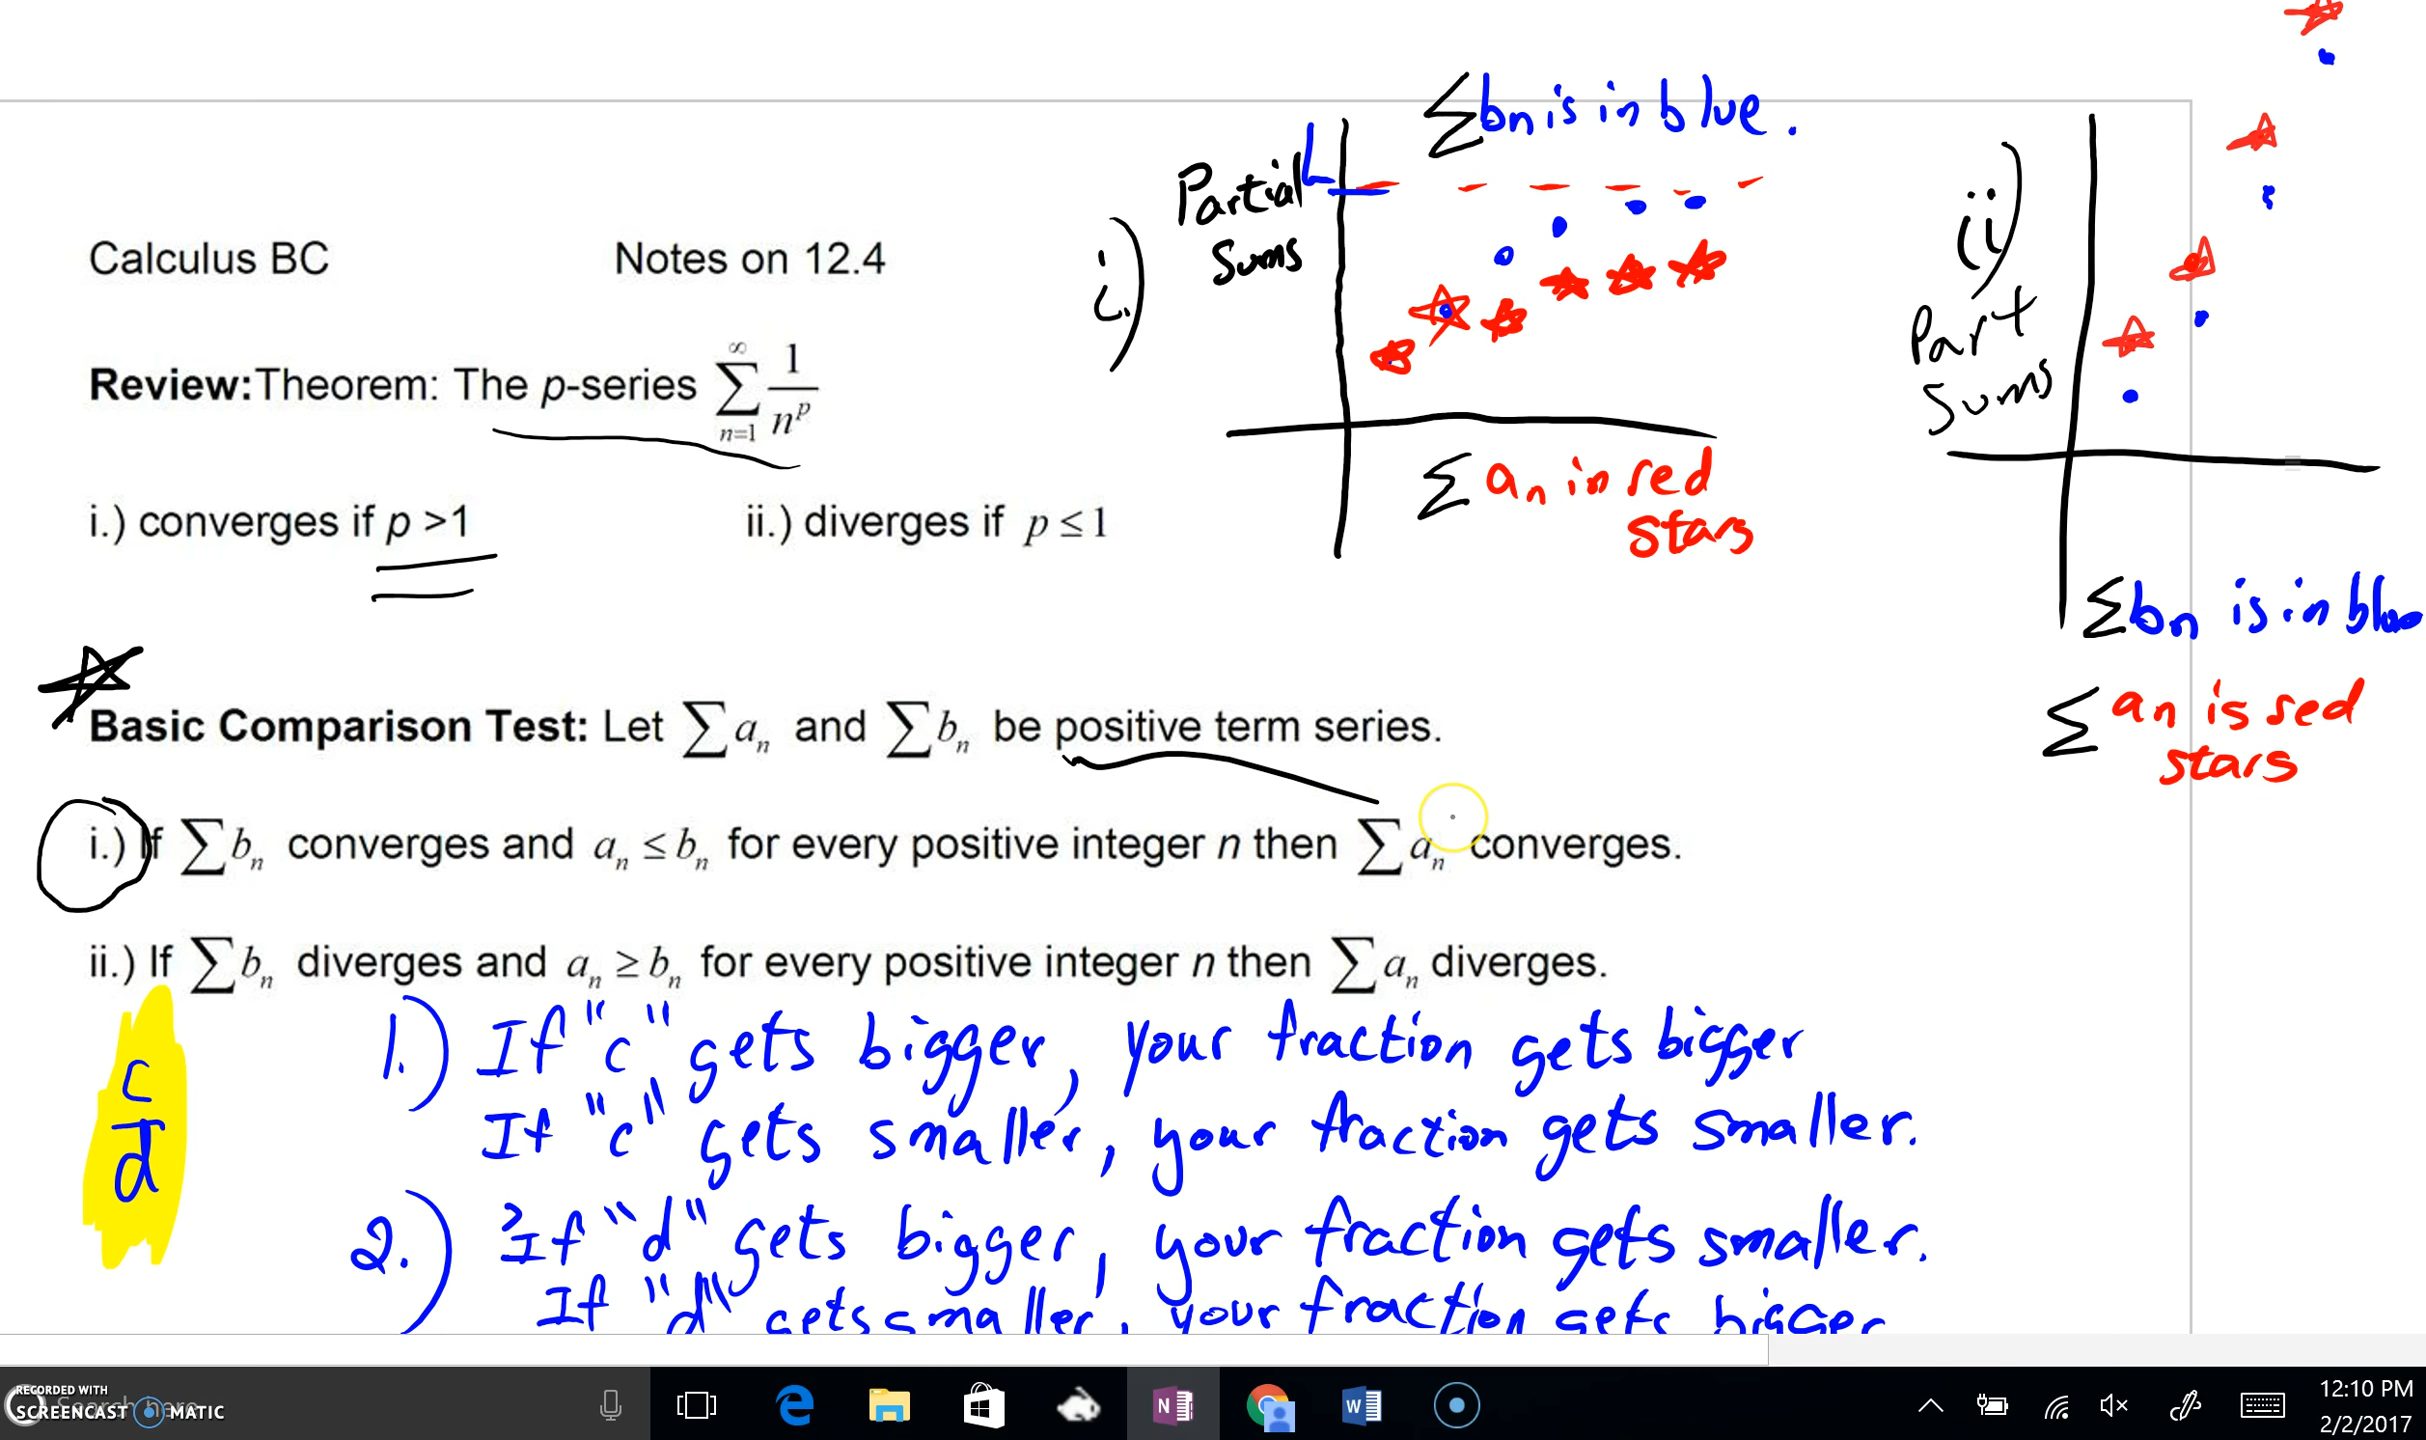 Σbn is in blue.
Partial L
Sums
i.)
Σ an in red
stars
ii)
Part
Sums
Σbn is in blue
Σ an is red
stars
Calculus BC Notes on 12.4
Review:Theorem: The p-series ∑_{n=1}^{∞} 1/n^p
i.) converges if p >1 ii.) diverges if p ≤ 1
Basic Comparison Test: Let ∑a_n and ∑b_n be positive term series.
i.) If ∑b_n converges and a_n ≤ b_n for every positive integer n then ∑a_n converges.
ii.) If ∑b_n diverges and a_n ≥ b_n for every positive integer n then ∑a_n diverges.
c
d
1.) If "c" gets bigger, your fraction gets bigger
If "c" gets smaller, your fraction gets smaller.
2.) If "d" gets bigger, your fraction gets smaller.
If "d" gets smaller, your fraction gets bigger
RECORDED WITH
SCREENCAST MATIC
Search here
N
W
12:10 PM
2/2/2017